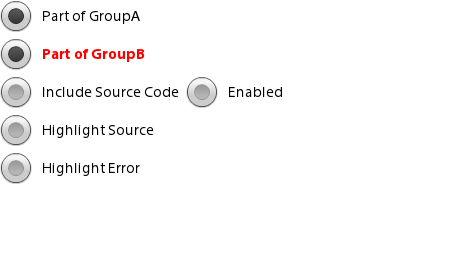 Part of GroupA
Part of GroupB
Include Source Code Enabled
Highlight Source
Highlight Error